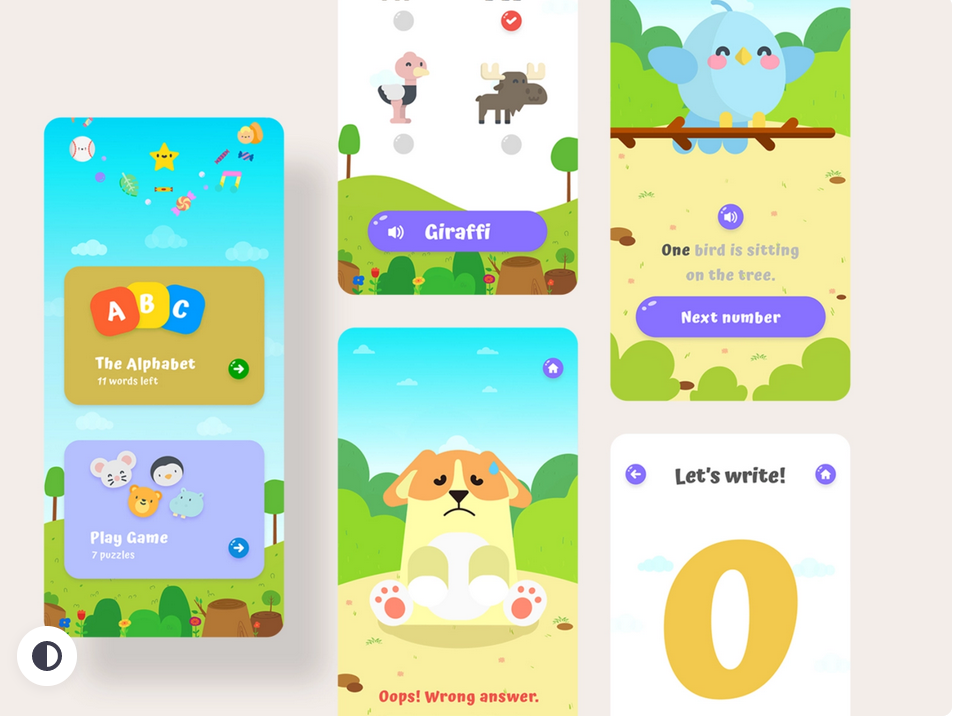 A B C
The Alphabet
11 words left
Play Game
7 puzzles
Giraffi
Oops! Wrong answer.
One bird is sitting
on the tree.
Next number
Let's write!
0